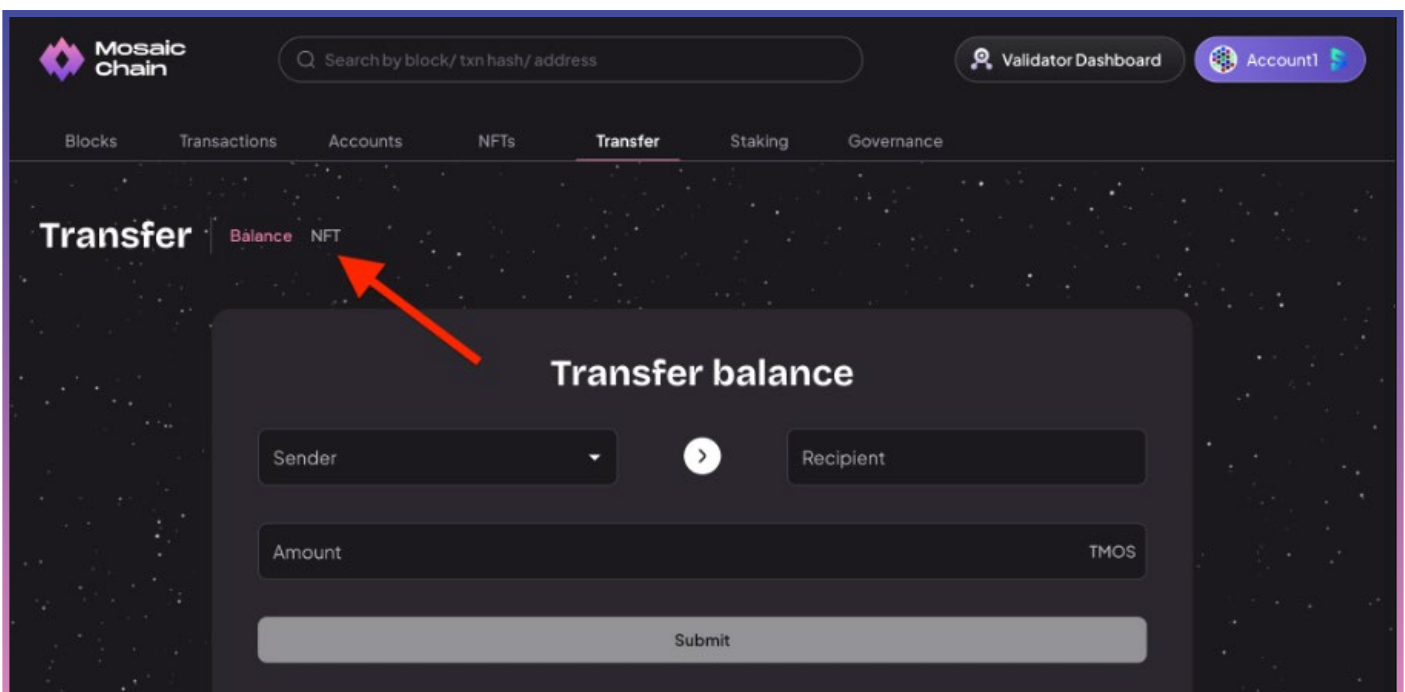 Mosaic
Chain
Search by block/ txn hash/ address
Validator Dashboard
Account1
Blocks Transactions Accounts NFTs Transfer Staking Governance
Transfer Balance NFT
Transfer balance
Sender
Recipient
Amount TMOS
Submit